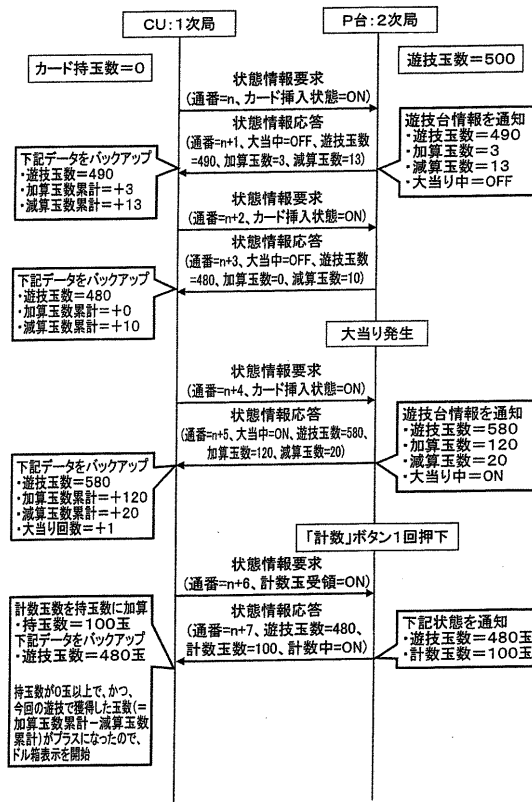 CU：1次局
P台：2次局
カード持玉数＝0
遊技玉数＝500
状態情報要求
(通番=n、カード挿入状態=ON)
状態情報応答
(通番=n+1、大当中=OFF、遊技玉数
=490、加算玉数=3、減算玉数=13)
遊技台情報を通知
・遊技玉数＝490
・加算玉数＝3
・減算玉数＝13
・大当り中＝OFF
下記データをバックアップ
・遊技玉数＝490
・加算玉数累計＝+3
・減算玉数累計＝+13
状態情報要求
(通番=n+2、カード挿入状態=ON)
状態情報応答
(通番=n+3、大当中=OFF、遊技玉数
=480、加算玉数=0、減算玉数=10)
下記データをバックアップ
・遊技玉数＝480
・加算玉数累計＝+0
・減算玉数累計＝+10
大当り発生
状態情報要求
(通番=n+4、カード挿入状態=ON)
状態情報応答
(通番=n+5、大当中=ON、遊技玉数=580、
加算玉数=120、減算玉数=20)
遊技台情報を通知
・遊技玉数＝580
・加算玉数＝120
・減算玉数＝20
・大当り中＝ON
下記データをバックアップ
・遊技玉数＝580
・加算玉数累計＝+120
・減算玉数累計＝+20
・大当り回数＝+1
「計数」ボタン1回押下
状態情報要求
(通番=n+6、計数玉受領=ON)
状態情報応答
(通番=n+7、遊技玉数=480、
計数玉数=100、計数中=ON)
下記状態を通知
・遊技玉数＝480玉
・計数玉数＝100玉
計数玉数を持玉数に加算
・持玉数＝100玉
下記データをバックアップ
・遊技玉数＝480玉
持玉数が0玉以上で、かつ、
今回の遊技で獲得した玉数(＝
加算玉数累計－減算玉数
累計)がプラスになったので、
ドル箱表示を開始